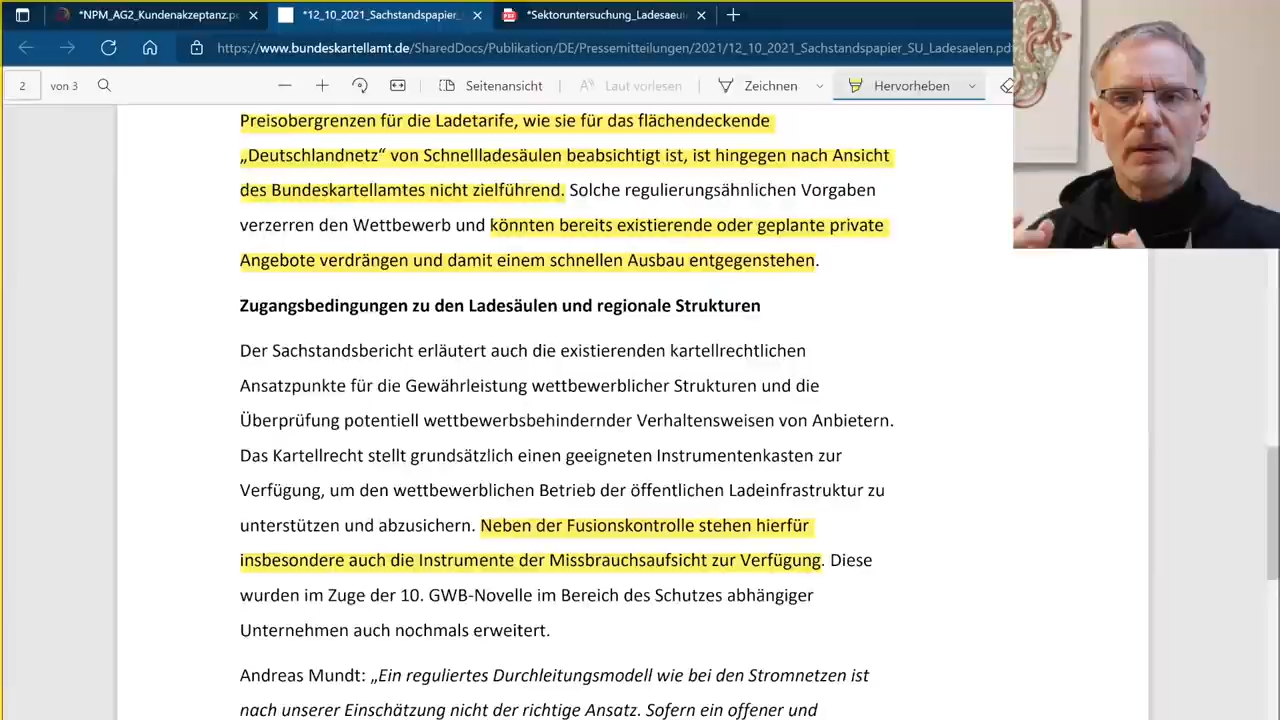 *NPM_AG2_Kundenakzeptanz.p
*12_10_2021_Sachstandspapier_
*Sektoruntersuchung_Ladesaeul
https://www.bundeskartellamt.de/SharedDocs/Publikation/DE/Pressemitteilungen/2021/12_10_2021_Sachstandspapier_SU_Ladesaelen.pdf
2 von 3
Seitenansicht
Laut vorlesen
Zeichnen
Hervorheben
Preisobergrenzen für die Ladetarife, wie sie für das flächendeckende
„Deutschlandnetz“ von Schnellladesäulen beabsichtigt ist, ist hingegen nach Ansicht
des Bundeskartellamtes nicht zielführend. Solche regulierungsähnlichen Vorgaben
verzerren den Wettbewerb und könnten bereits existierende oder geplante private
Angebote verdrängen und damit einem schnellen Ausbau entgegenstehen.
Zugangsbedingungen zu den Ladesäulen und regionale Strukturen
Der Sachstandsbericht erläutert auch die existierenden kartellrechtlichen
Ansatzpunkte für die Gewährleistung wettbewerblicher Strukturen und die
Überprüfung potentiell wettbewerbsbehindernder Verhaltensweisen von Anbietern.
Das Kartellrecht stellt grundsätzlich einen geeigneten Instrumentenkasten zur
Verfügung, um den wettbewerblichen Betrieb der öffentlichen Ladeinfrastruktur zu
unterstützen und abzusichern. Neben der Fusionskontrolle stehen hierfür
insbesondere auch die Instrumente der Missbrauchsaufsicht zur Verfügung. Diese
wurden im Zuge der 10. GWB-Novelle im Bereich des Schutzes abhängiger
Unternehmen auch nochmals erweitert.
Andreas Mundt: „Ein reguliertes Durchleitungsmodell wie bei den Stromnetzen ist
nach unserer Einschätzung nicht der richtige Ansatz. Sofern ein offener und